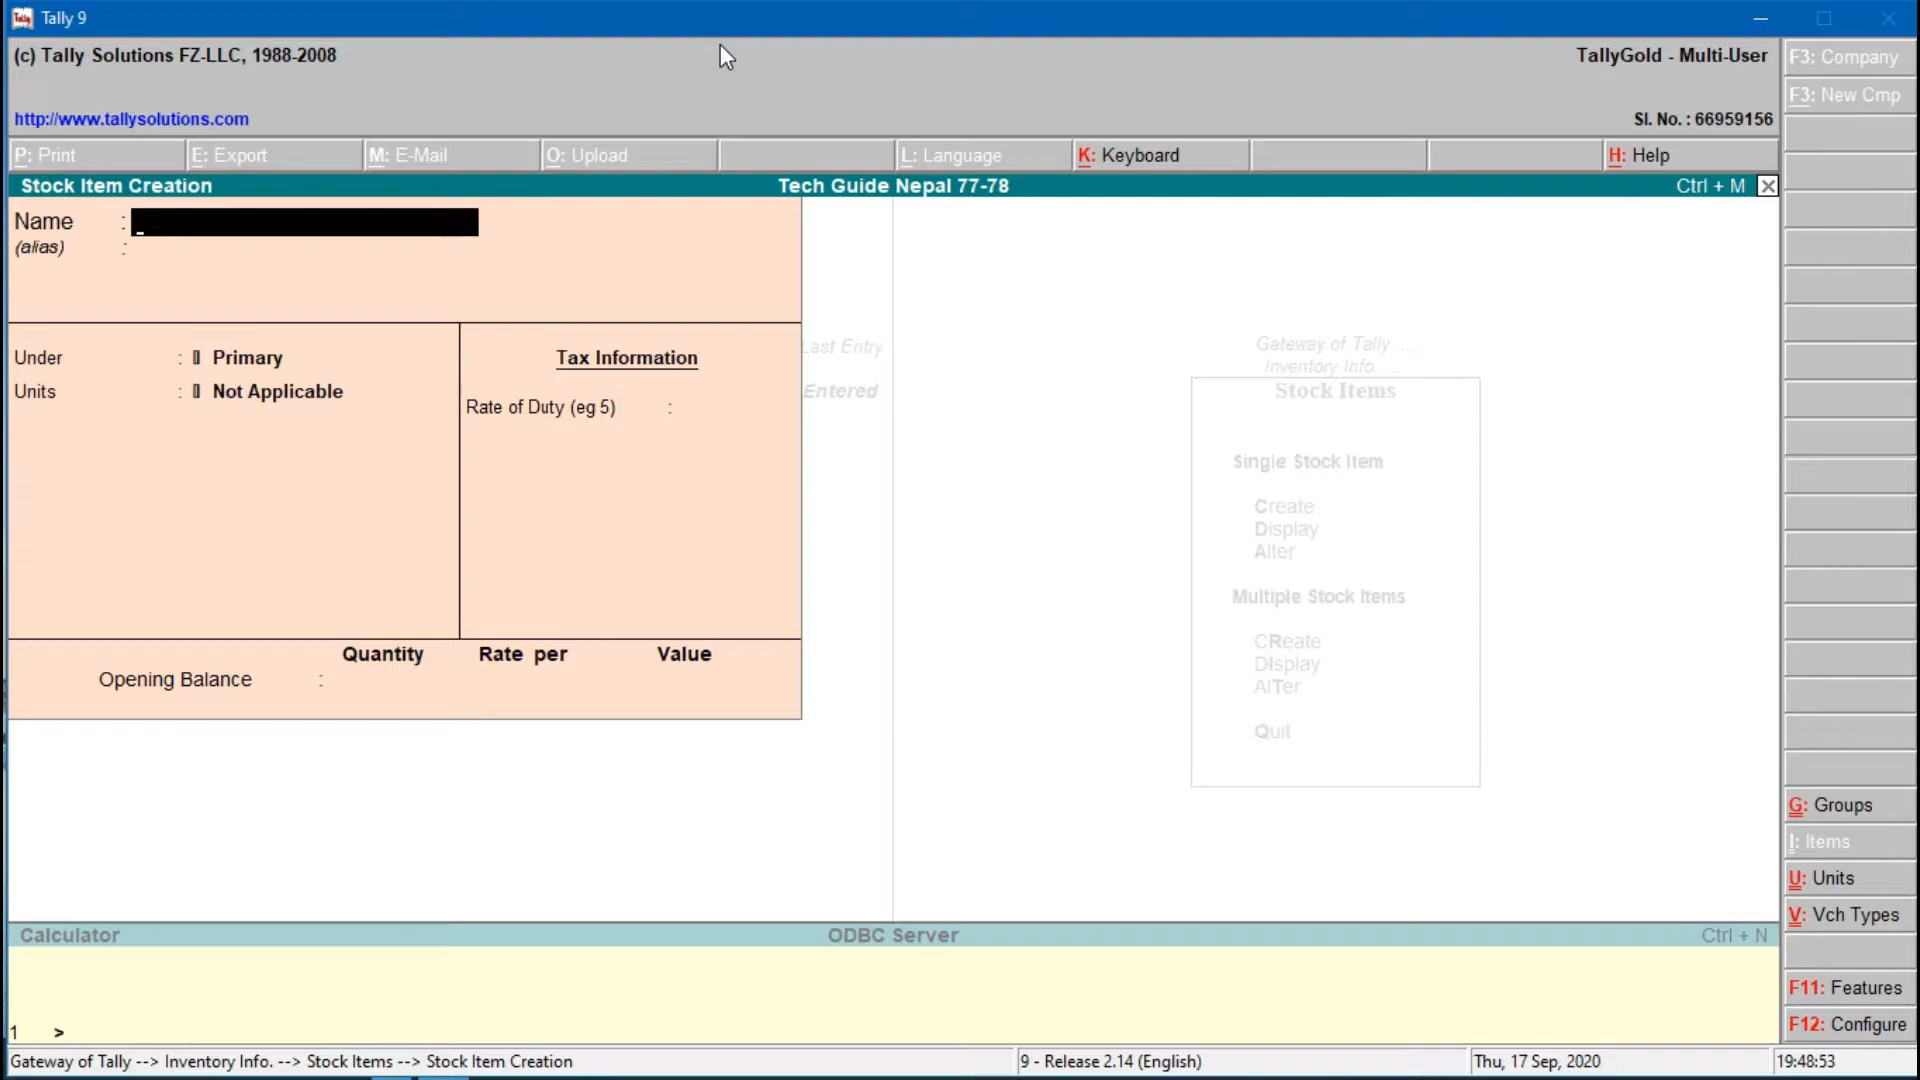 Tally 9
(c) Tally Solutions FZ-LLC, 1988-2008
TallyGold - Multi-User
http://www.tallysolutions.com
Sl. No. : 66959156
P: Print
E: Export
M: E-Mail
O: Upload
L: Language
K: Keyboard
H: Help
Stock Item Creation
Tech Guide Nepal 77-78
Ctrl + M
Name :
(alias) :
Under : Primary
Units : Not Applicable
Tax Information
Rate of Duty (eg 5) :
Quantity Rate per Value
Opening Balance :
Last Entry
Entered
Gateway of Tally ...
Inventory Info. ...
Stock Items
Single Stock Item
Create
Display
Alter
Multiple Stock Items
CReate
DIsplay
AlTer
Quit
F3: Company
F3: New Cmp
G: Groups
I: Items
U: Units
V: Vch Types
F11: Features
F12: Configure
Calculator
ODBC Server
Ctrl + N
1 >
Gateway of Tally --> Inventory Info. --> Stock Items --> Stock Item Creation
9 - Release 2.14 (English)
Thu, 17 Sep, 2020
19:48:53